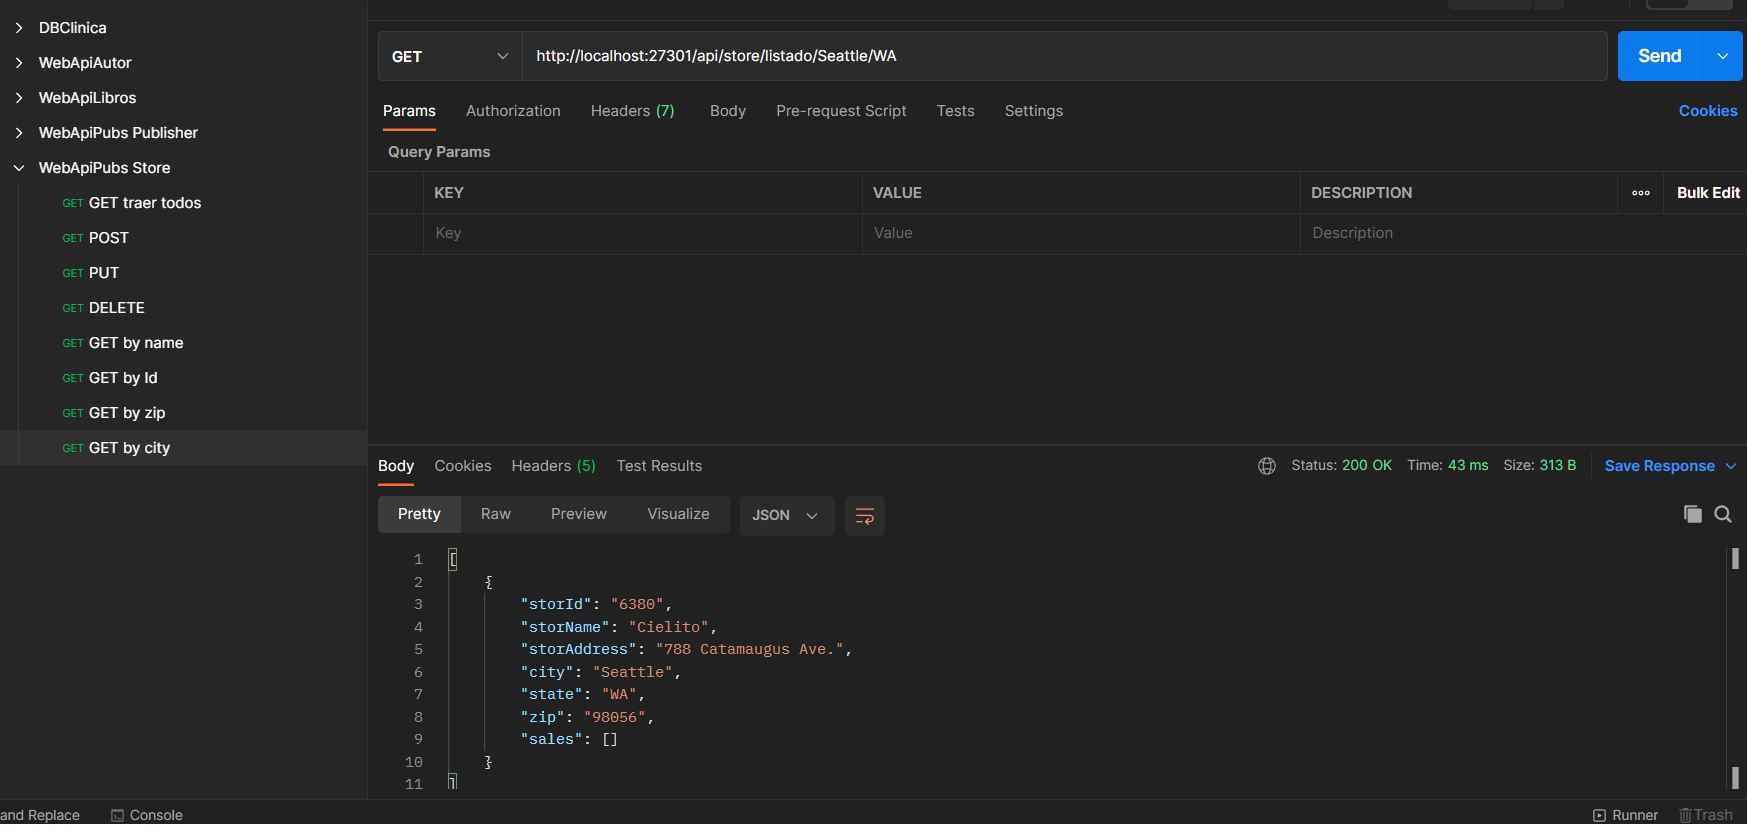 DBClinica
WebApiAutor
WebApiLibros
WebApiPubs Publisher
WebApiPubs Store
GET GET traer todos
GET POST
GET PUT
GET DELETE
GET GET by name
GET GET by Id
GET GET by zip
GET GET by city
GET http://localhost:27301/api/store/listado/Seattle/WA Send
Params Authorization Headers (7) Body Pre-request Script Tests Settings Cookies
Query Params
KEY VALUE DESCRIPTION ooo Bulk Edit
Key Value Description
Body Cookies Headers (5) Test Results Status: 200 OK Time: 43 ms Size: 313 B Save Response
Pretty Raw Preview Visualize JSON
1 [
2 {
3 "storId": "6380",
4 "storName": "Cielito",
5 "storAddress": "788 Catamaugus Ave.",
6 "city": "Seattle",
7 "state": "WA",
8 "zip": "98056",
9 "sales": []
10 }
11 ]
and Replace Console Runner Trash